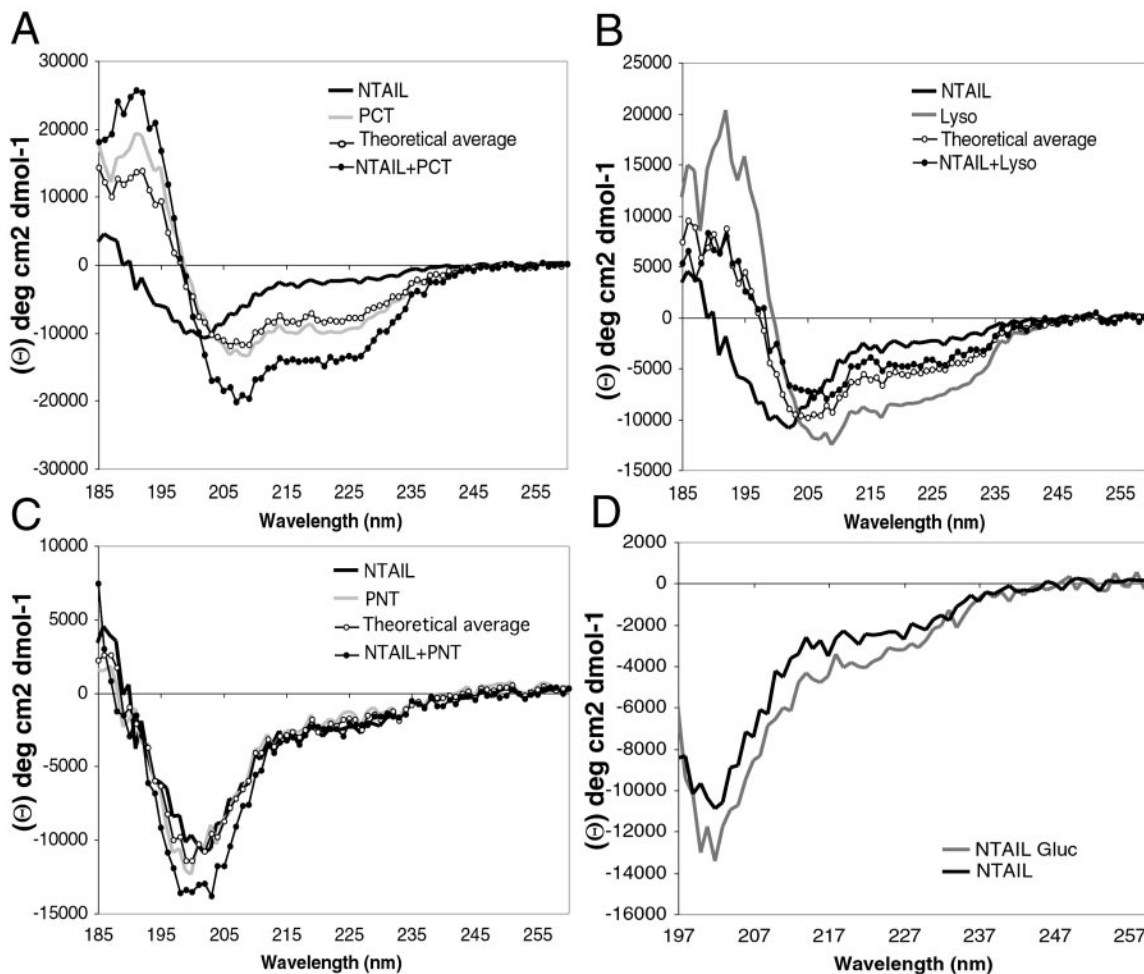 A
30000
20000
10000
0
-10000
-20000
-30000
(Θ) deg cm2 dmol-1
NTAIL
PCT
Theoretical average
NTAIL+PCT
185 195 205 215 225 235 245 255
Wavelength (nm)
B
25000
20000
15000
10000
5000
0
-5000
-10000
-15000
(Θ) deg cm2 dmol-1
NTAIL
Lyso
Theoretical average
NTAIL+Lyso
185 195 205 215 225 235 245 255
Wavelength (nm)
C
10000
5000
0
-5000
-10000
-15000
(Θ) deg cm2 dmol-1
NTAIL
PNT
Theoretical average
NTAIL+PNT
185 195 205 215 225 235 245 255
Wavelength (nm)
D
2000
0
-2000
-4000
-6000
-8000
-10000
-12000
-14000
-16000
(Θ) deg cm2 dmol-1
NTAIL Gluc
NTAIL
197 207 217 227 237 247 257
Wavelength (nm)